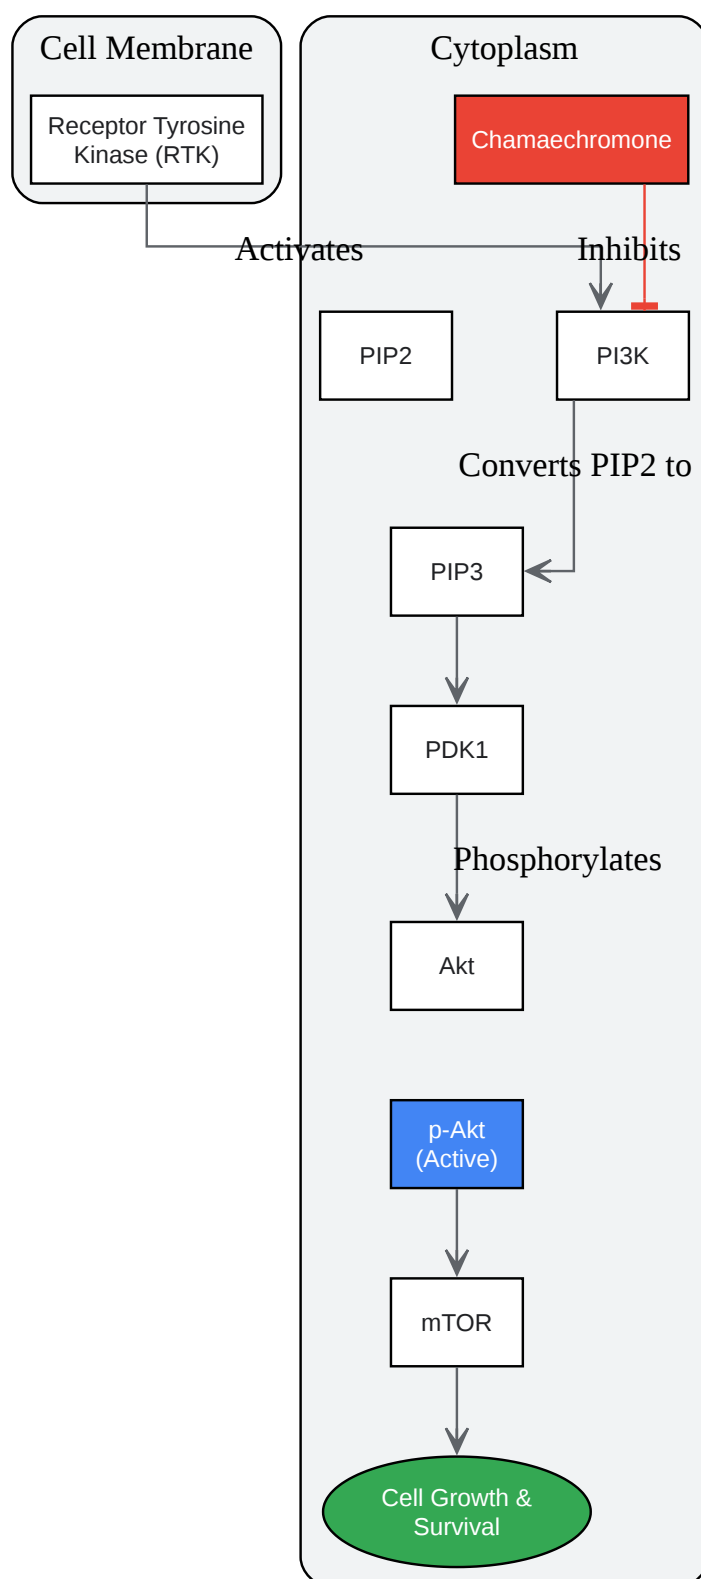 Cell Membrane
Cytoplasm
Receptor Tyrosine
Kinase (RTK)
Chamaechromone
Activates
Inhibits
PIP2
PI3K
Converts PIP2 to
PIP3
PDK1
Phosphorylates
Akt
p-Akt
(Active)
mTOR
Cell Growth &
Survival